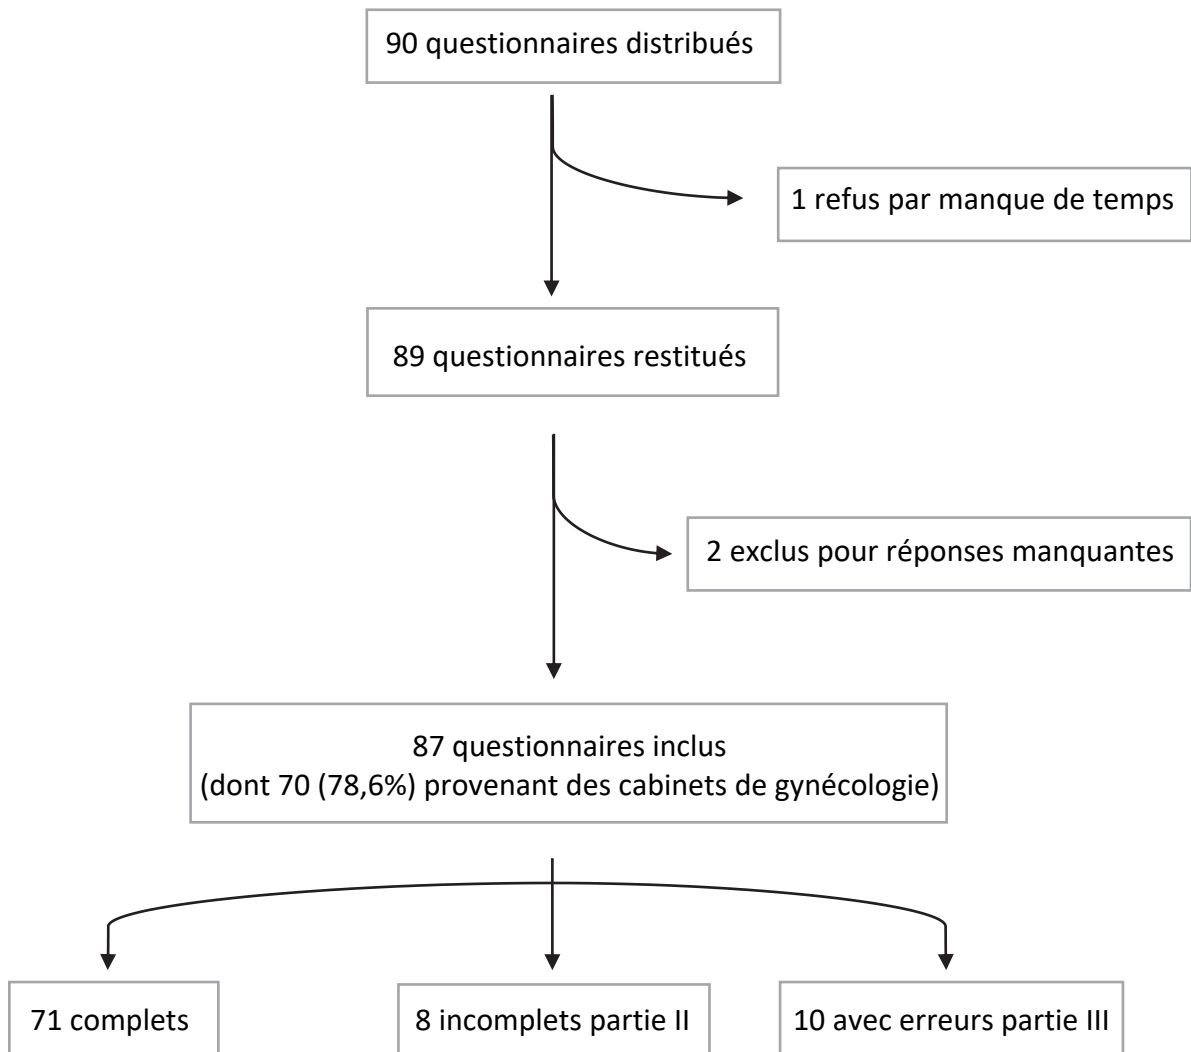 90 questionnaires distribués
1 refus par manque de temps
89 questionnaires restitués
2 exclus pour réponses manquantes
87 questionnaires inclus
(dont 70 (78,6%) provenant des cabinets de gynécologie)
71 complets
8 incomplets partie II
10 avec erreurs partie III